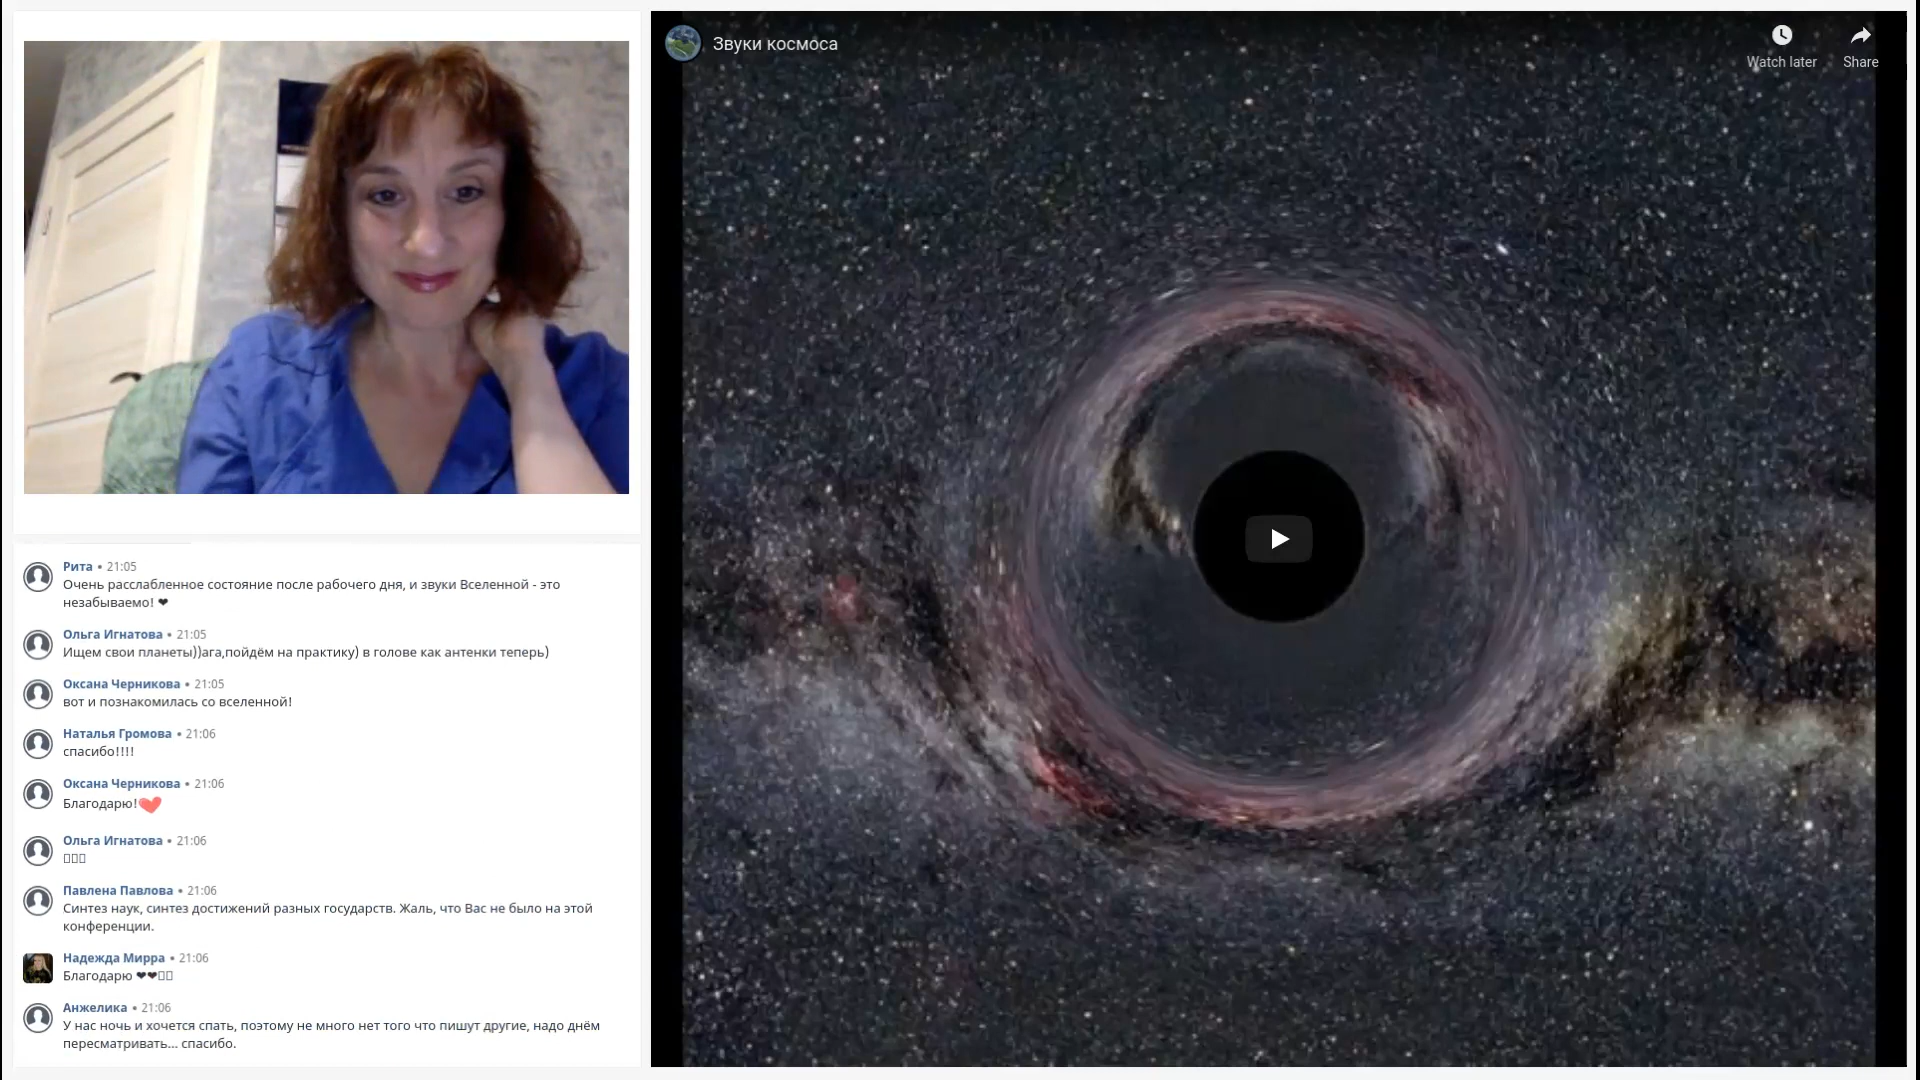 Звуки космоса
Watch later
Share
Рита • 21:05
Очень расслабленное состояние после рабочего дня, и звуки Вселенной - это
незабываемо! ❤
Ольга Игнатова • 21:05
Ищем свои планеты))ага,пойдём на практику) в голове как антенки теперь)
Оксана Черникова • 21:05
вот и познакомилась со вселенной!
Наталья Громова • 21:06
спасибо!!!!
Оксана Черникова • 21:06
Благодарю!
Ольга Игнатова • 21:06
Павлена Павлова • 21:06
Синтез наук, синтез достижений разных государств. Жаль, что Вас не было на этой
конференции.
Надежда Мирра • 21:06
Благодарю ❤❤
Анжелика • 21:06
У нас ночь и хочется спать, поэтому не много нет того что пишут другие, надо днём
пересматривать... спасибо.